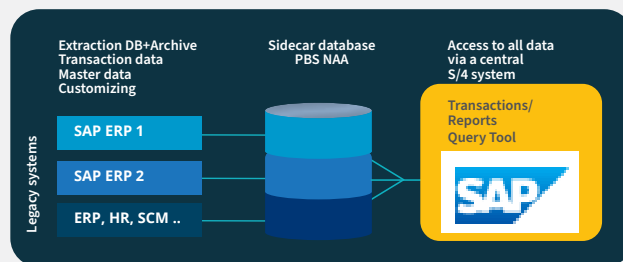 Extraction DB+Archive
Transaction data
Master data
Customizing
Sidecar database
PBS NAA
Access to all data
via a central
S/4 system
Legacy systems
SAP ERP 1
SAP ERP 2
ERP, HR, SCM ..
Transactions/
Reports
Query Tool
SAP